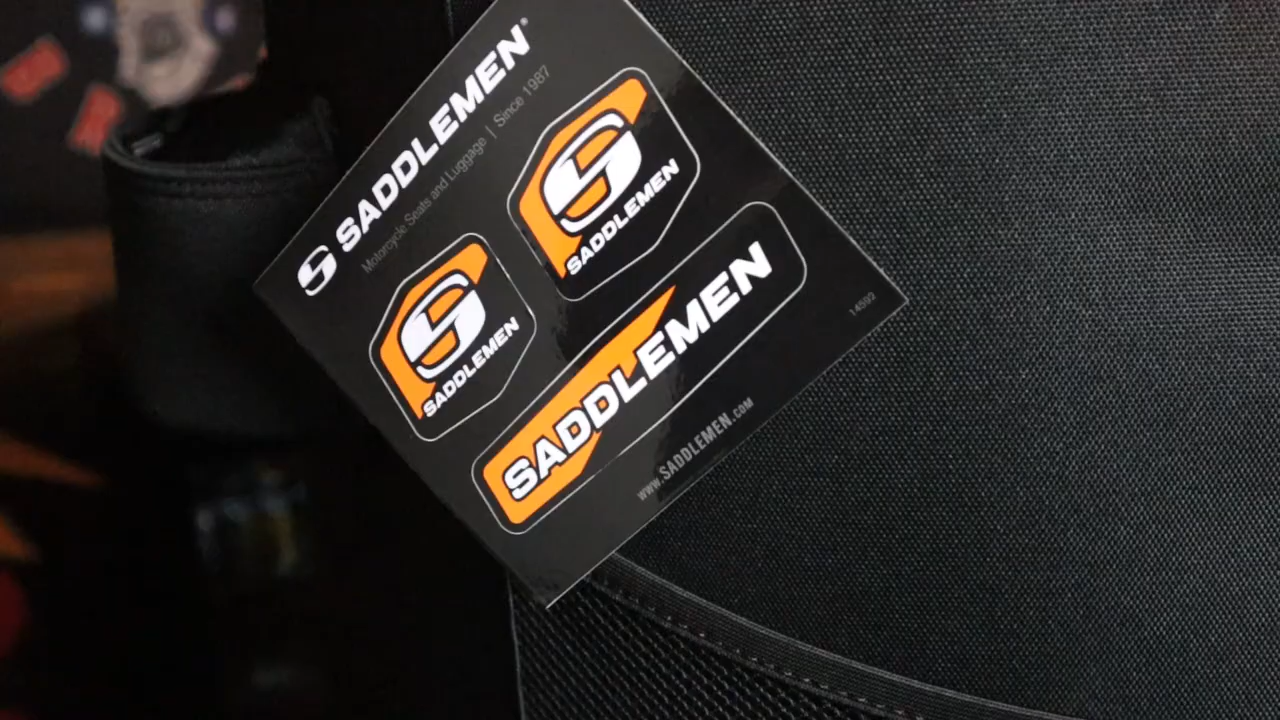 SADDLEMEN®
Motorcycle Seats and Luggage | Since 1987
SADDLEMEN
SADDLEMEN
SADDLEMEN
14592
www.SADDLEMEN.COM